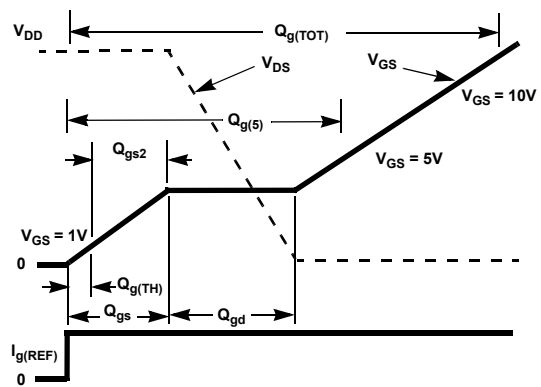 V_DD
Q_g(TOT)
V_DS
V_GS
V_GS = 10V
Q_g(5)
Q_gs2
V_GS = 5V
V_GS = 1V
0
Q_g(TH)
Q_gs
Q_gd
I_g(REF)
0